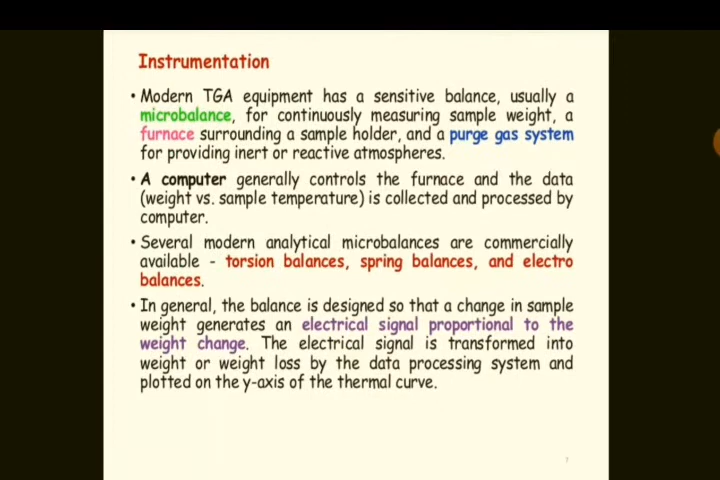 Instrumentation
• Modern TGA equipment has a sensitive balance, usually a
microbalance, for continuously measuring sample weight, a
furnace surrounding a sample holder, and a purge gas system
for providing inert or reactive atmospheres.
• A computer generally controls the furnace and the data
(weight vs. sample temperature) is collected and processed by
computer.
• Several modern analytical microbalances are commercially
available - torsion balances, spring balances, and electro
balances.
• In general, the balance is designed so that a change in sample
weight generates an electrical signal proportional to the
weight change. The electrical signal is transformed into
weight or weight loss by the data processing system and
plotted on the y-axis of the thermal curve.